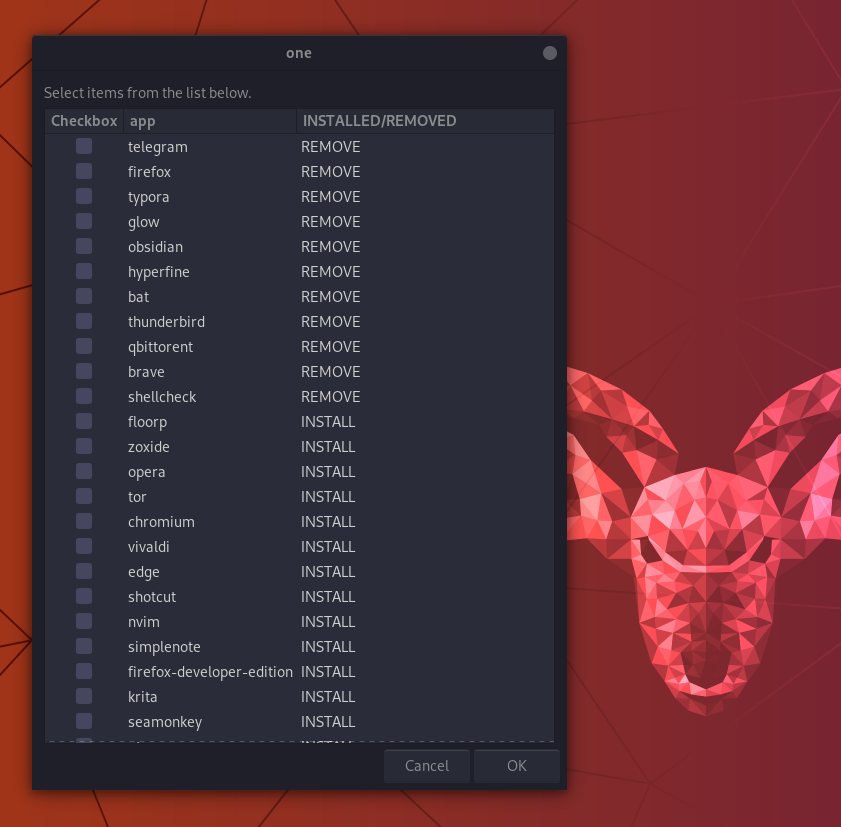 one
Select items from the list below.
Checkbox app INSTALLED/REMOVED
telegram REMOVE
firefox REMOVE
typora REMOVE
glow REMOVE
obsidian REMOVE
hyperfine REMOVE
bat REMOVE
thunderbird REMOVE
qbittorent REMOVE
brave REMOVE
shellcheck REMOVE
floorp INSTALL
zoxide INSTALL
opera INSTALL
tor INSTALL
chromium INSTALL
vivaldi INSTALL
edge INSTALL
shotcut INSTALL
nvim INSTALL
simplenote INSTALL
firefox-developer-edition INSTALL
krita INSTALL
seamonkey INSTALL
Cancel OK